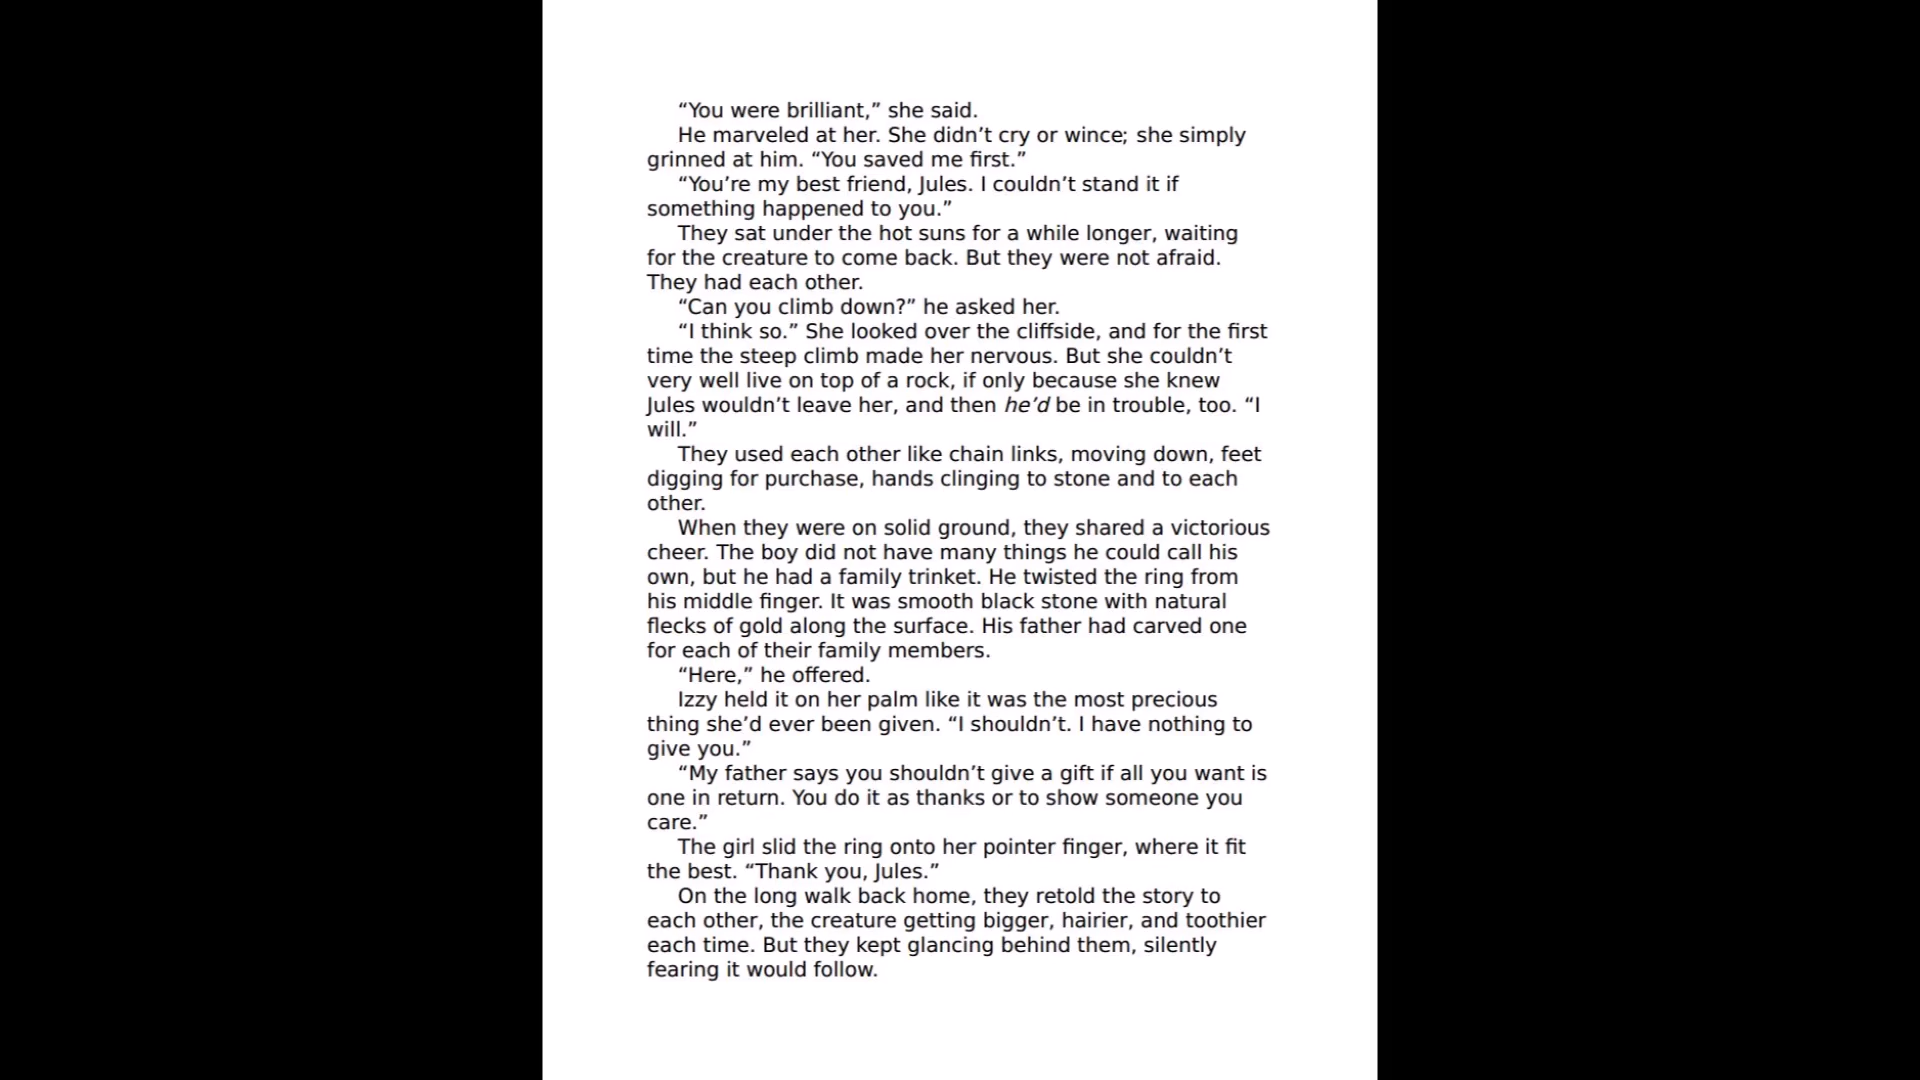 “You were brilliant,” she said.
He marveled at her. She didn’t cry or wince; she simply
grinned at him. “You saved me first.”
“You’re my best friend, Jules. I couldn’t stand it if
something happened to you.”
They sat under the hot suns for a while longer, waiting
for the creature to come back. But they were not afraid.
They had each other.
“Can you climb down?” he asked her.
“I think so.” She looked over the cliffside, and for the first
time the steep climb made her nervous. But she couldn’t
very well live on top of a rock, if only because she knew
Jules wouldn’t leave her, and then he’d be in trouble, too. “I
will.”
They used each other like chain links, moving down, feet
digging for purchase, hands clinging to stone and to each
other.
When they were on solid ground, they shared a victorious
cheer. The boy did not have many things he could call his
own, but he had a family trinket. He twisted the ring from
his middle finger. It was smooth black stone with natural
flecks of gold along the surface. His father had carved one
for each of their family members.
“Here,” he offered.
Izzy held it on her palm like it was the most precious
thing she’d ever been given. “I shouldn’t. I have nothing to
give you.”
“My father says you shouldn’t give a gift if all you want is
one in return. You do it as thanks or to show someone you
care.”
The girl slid the ring onto her pointer finger, where it fit
the best. “Thank you, Jules.”
On the long walk back home, they retold the story to
each other, the creature getting bigger, hairier, and toothier
each time. But they kept glancing behind them, silently
fearing it would follow.